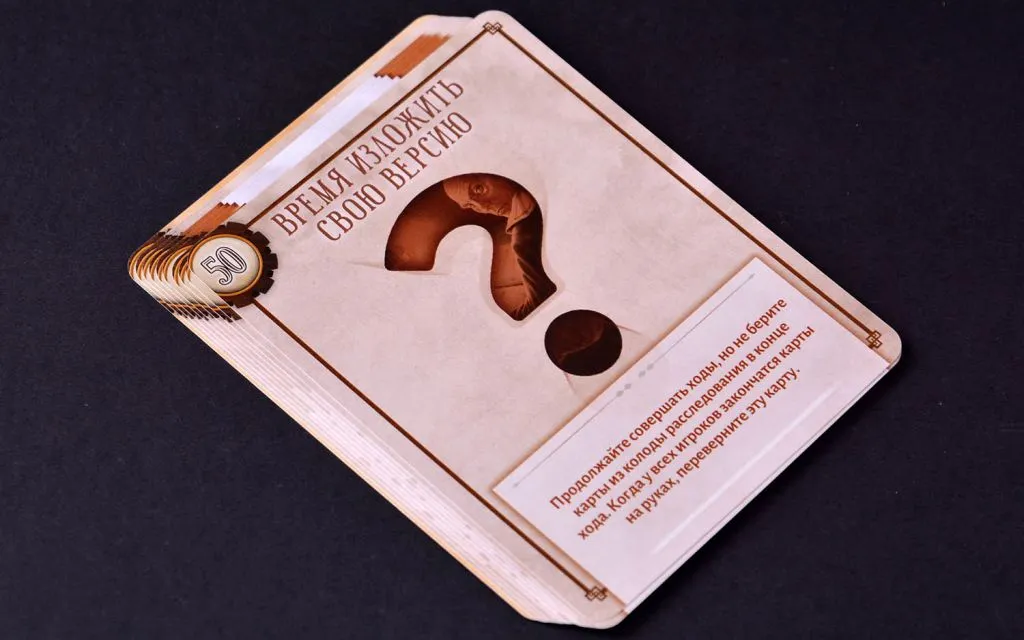 50
ВРЕМЯ ИЗЛОЖИТЬ
СВОЮ ВЕРСИЮ
?
Продолжайте совершать ходы, но не берите
карты из колоды расследования в конце
хода. Когда у всех игроков закончатся карты
на руках, переверните эту карту.